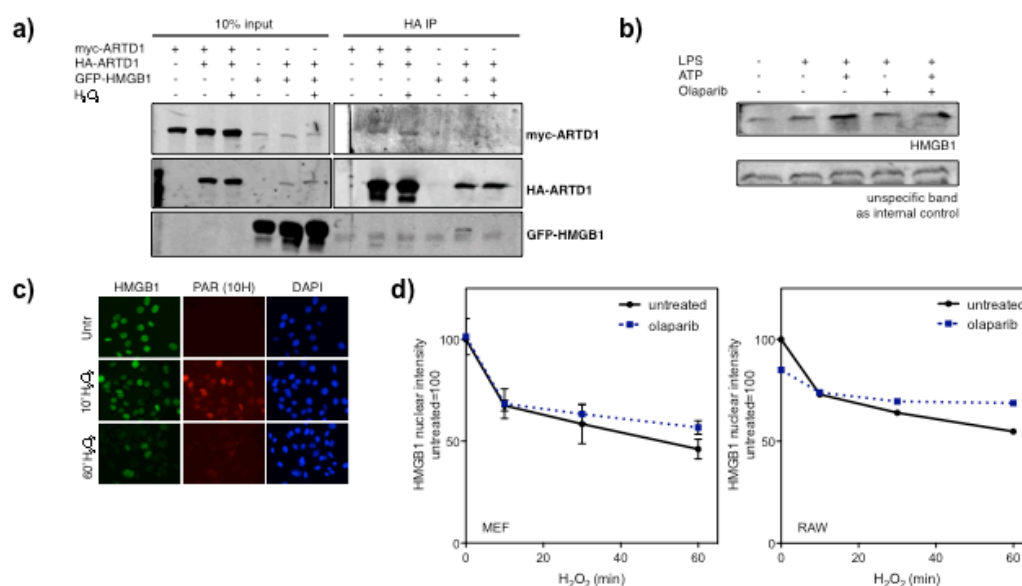 a)
10% input HA IP
myc-ARTD1 + + + - - - + + + - - -
HA-ARTD1 - + + - + + - + + - + +
GFP-HMGB1 - - - + + + - - - + + +
H₂O₂ - - + - - + - - + - - +
myc-ARTD1
HA-ARTD1
GFP-HMGB1
b)
LPS - + + + +
ATP - - + - +
Olaparib - - - + +
HMGB1
unspecific band
as internal control
c)
HMGB1 PAR (10H) DAPI
Untr
10' H₂O₂
60' H₂O₂
d)
untreated
olaparib
HMGB1 nuclear intensity
untreated=100
100
50
0
MEF
0 20 40 60
H₂O₂ (min)
untreated
olaparib
HMGB1 nuclear intensity
untreated=100
100
50
0
RAW
0 20 40 60
H₂O₂ (min)